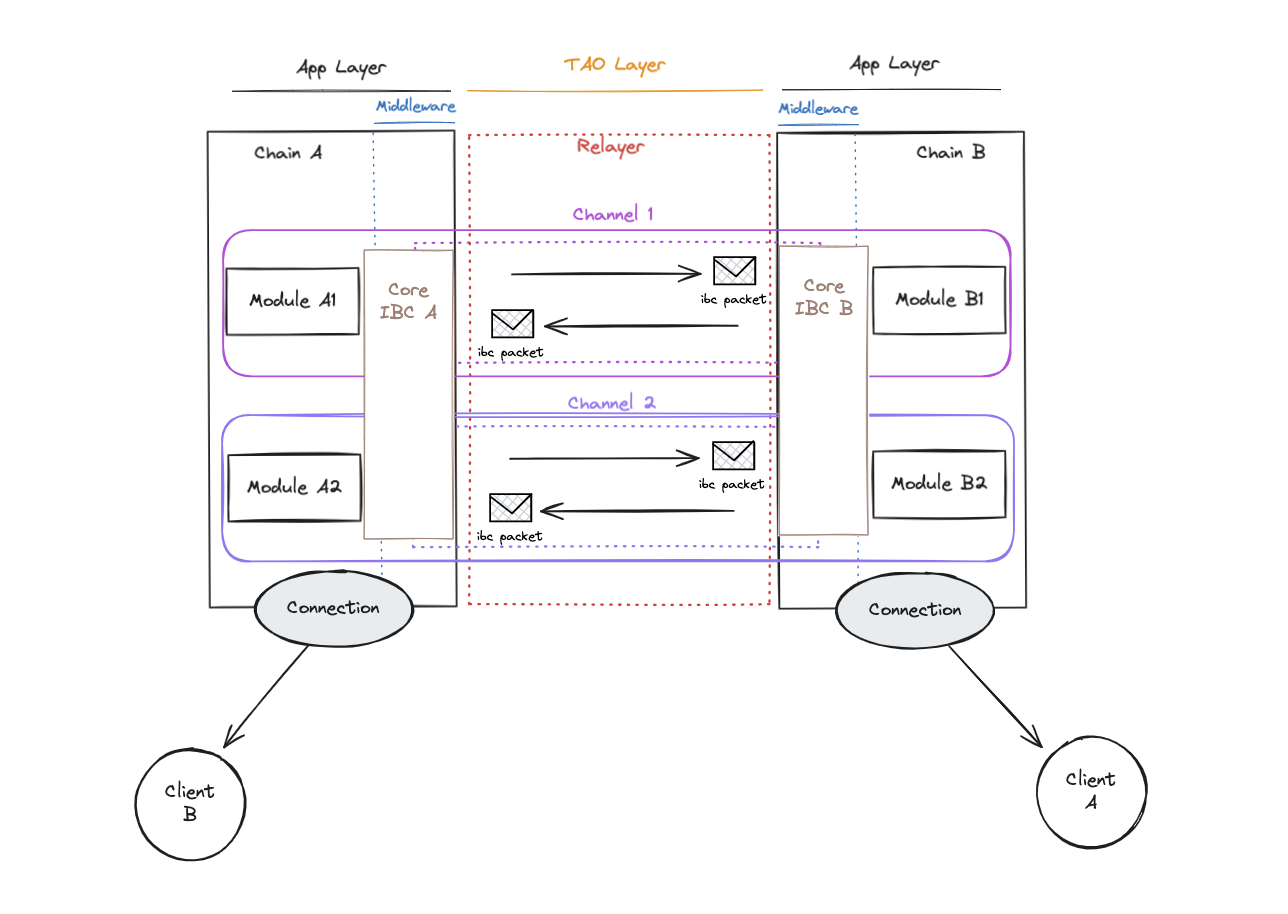 App Layer
TAO Layer
App Layer
Middleware
Middleware
Chain A
Relayer
Chain B
Channel 1
Module A1
Core
IBC A
ibc packet
ibc packet
Core
IBC B
Module B1
Channel 2
Module A2
ibc packet
ibc packet
Module B2
Connection
Connection
Client
B
Client
A